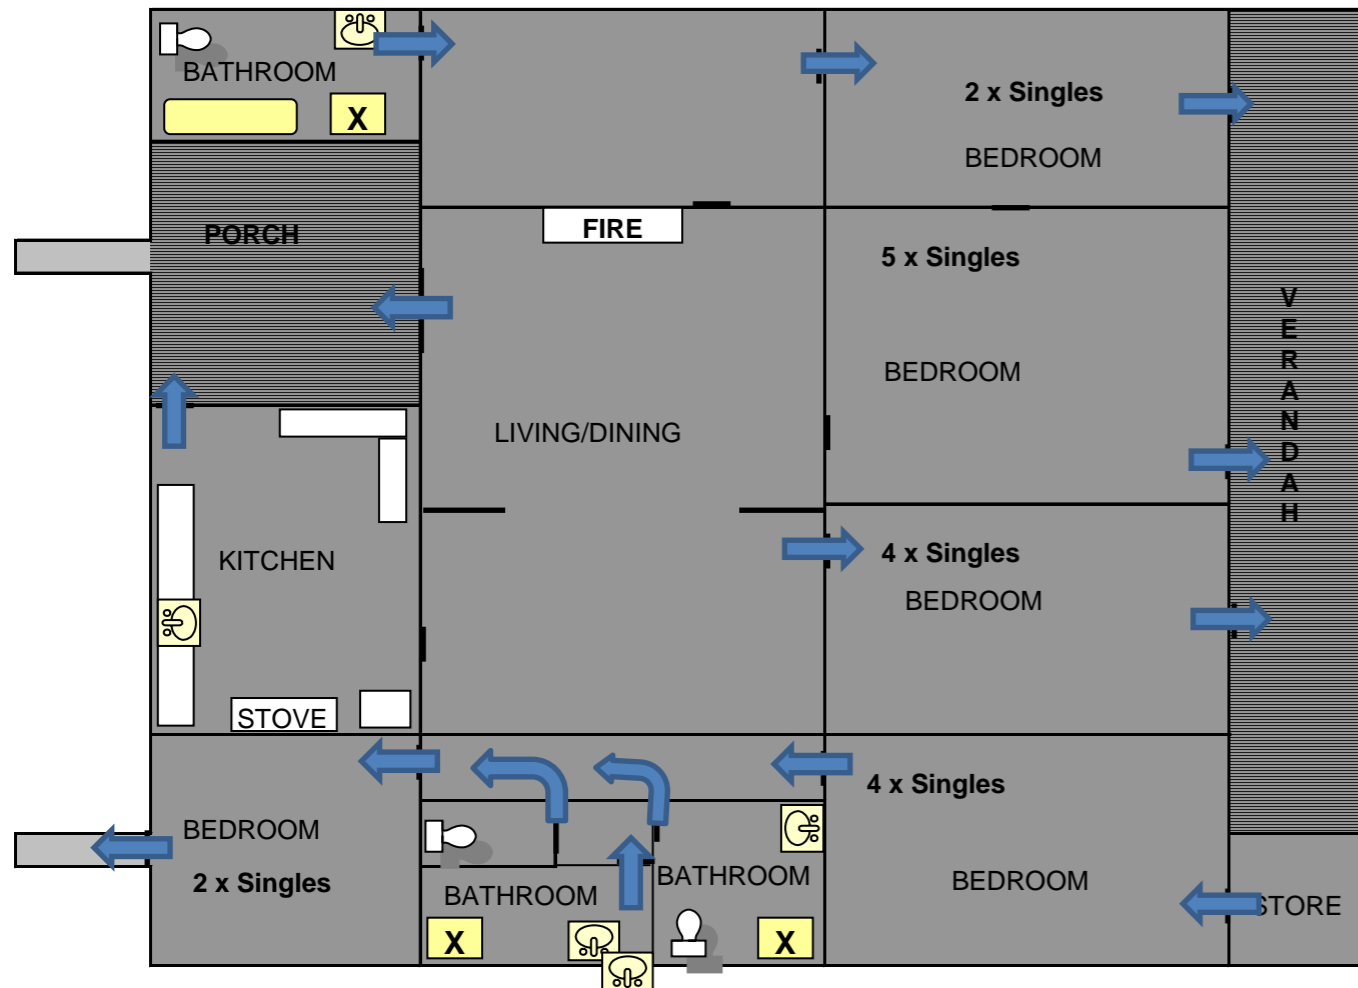 BATHROOM
X
2 x Singles
BEDROOM
PORCH
FIRE
5 x Singles
BEDROOM
VERANDAH
LIVING/DINING
KITCHEN
4 x Singles
BEDROOM
STOVE
BEDROOM
2 x Singles
BATHROOM
X
BATHROOM
X
4 x Singles
BEDROOM
STORE